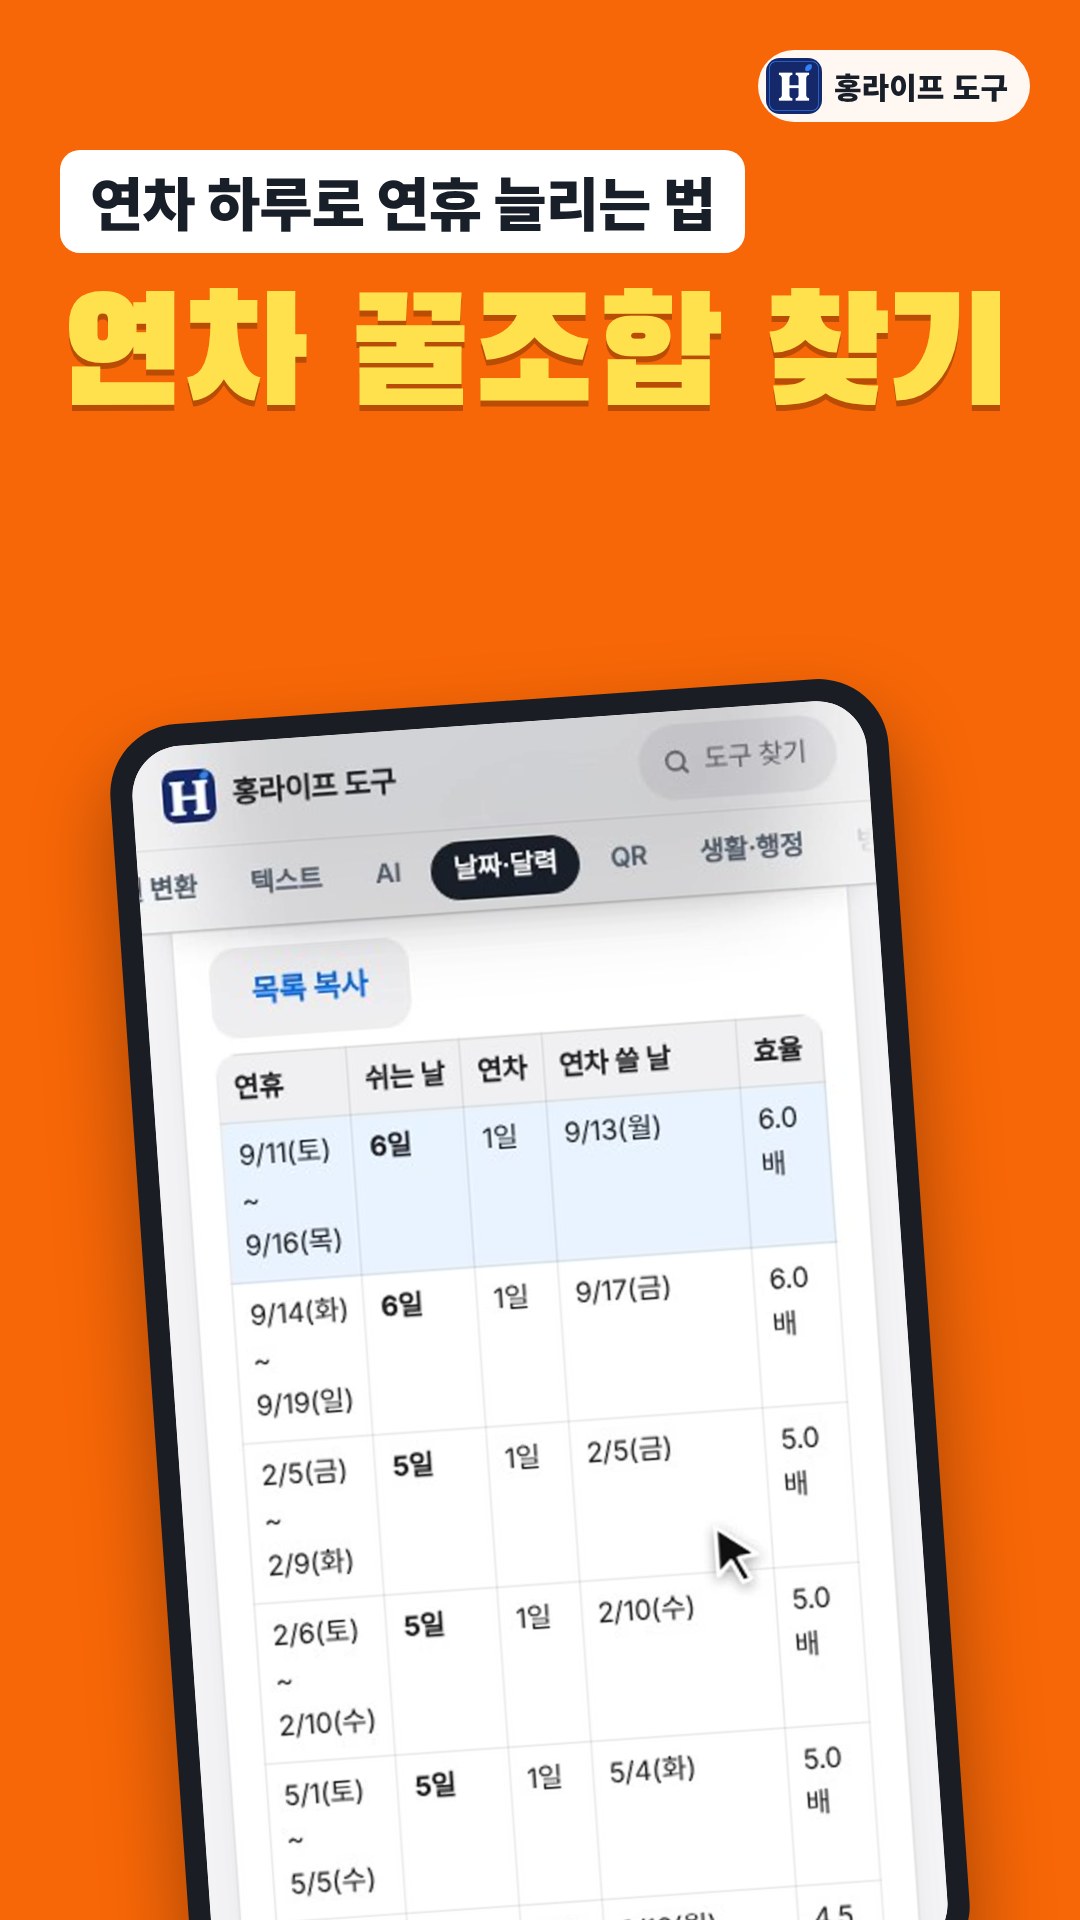 홍라이프 도구
연차 하루로 연휴 늘리는 법
연차 꿀조합 찾기
홍라이프 도구
도구 찾기
변환 텍스트 AI 날짜·달력 QR 생활·행정
목록 복사
연휴 쉬는 날 연차 연차 쓸 날 효율
9/11(토) ~ 9/16(목) 6일 1일 9/13(월) 6.0배
9/14(화) ~ 9/19(일) 6일 1일 9/17(금) 6.0배
2/5(금) ~ 2/9(화) 5일 1일 2/5(금) 5.0배
2/6(토) ~ 2/10(수) 5일 1일 2/10(수) 5.0배
5/1(토) ~ 5/5(수) 5일 1일 5/4(화) 5.0배
4.5